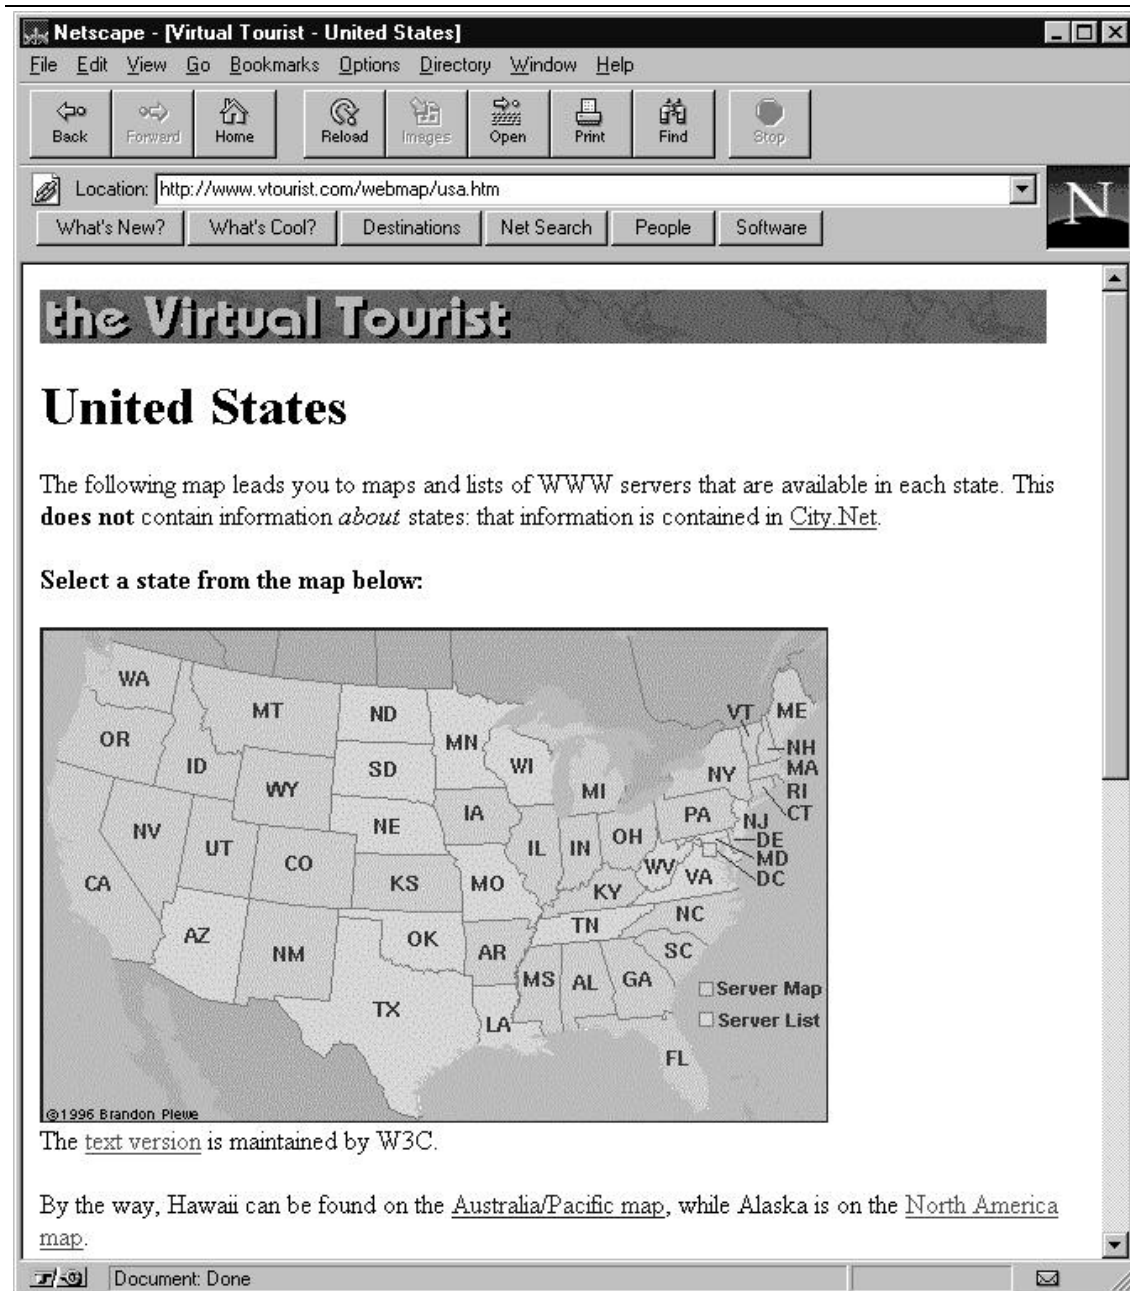 Netscape - [Virtual Tourist - United States]
File Edit View Go Bookmarks Options Directory Window Help
Back Forward Home Reload Images Open Print Find Stop
Location: http://www.vtourist.com/webmap/usa.htm
N
What's New? What's Cool? Destinations Net Search People Software
the Virtual Tourist
United States
The following map leads you to maps and lists of WWW servers that are available in each state. This
does not contain information about states: that information is contained in City.Net.
Select a state from the map below:
WA
MT ND VT ME
OR MN NH
ID SD WI NY MA
WY MI RI
IA PA NJ CT
NV NE OH DE
UT CO IL IN WV MD
CA KS MO KY VA DC
NC
AZ OK TN
NM AR SC
MS AL GA Server Map
TX LA Server List
FL
©1996 Brandon Plewe
The text version is maintained by W3C.
By the way, Hawaii can be found on the Australia/Pacific map, while Alaska is on the North America
map.
Document: Done